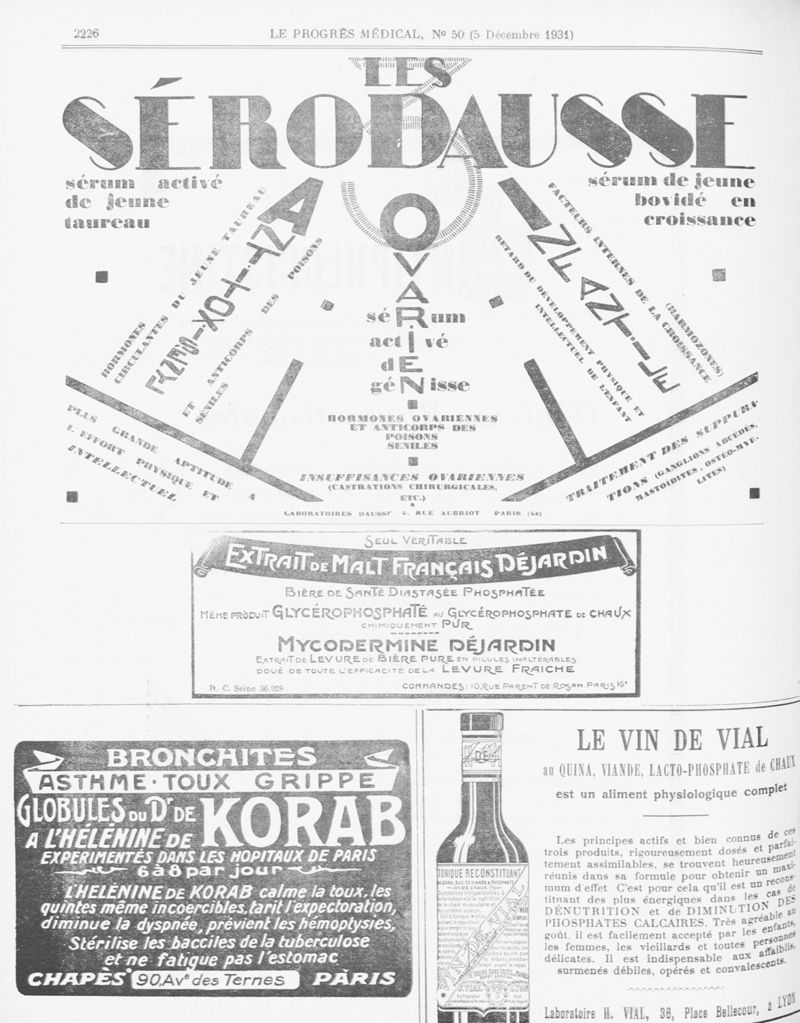 2226
LE PROGRÈS MÉDICAL, No 50 (5 Décembre 1931)
LES
SÉRODAUSSE
sérum activé
de jeune
taureau
sérum de jeune
bovidé en
croissance
HORMONES
CIRCULANTES DU JEUNE TAUREAU
ET ANTICORPS DES POISONS
SENILES
OVARIEN
sérum
activé
de
génisse
FACTEURS INTERNES DE LA CROISSANCE
(HARMOZONES)
INFANTILE
RETARD DU DEVELOPPEMENT PHYSIQUE ET
INTELLECTUEL DE L'ENFANT
PLUS GRANDE APTITUDE A
L'EFFORT PHYSIQUE ET
INTELLECTUEL
HORMONES OVARIENNES
ET ANTICORPS DES
POISONS
SENILES
INSUFFISANCES OVARIENNES
(CASTRATIONS CHIRURGICALES,
ETC.)
TRAITEMENT DES SUPPURA
TIONS (GANGLIONS ABCÉDÉS,
MASTOÏDITES, OSTÉO-MYÉ-
LITES)
LABORATOIRES DAUSSE 4, RUE AUBRIOT PARIS (4e)
SEUL VÉRITABLE
EXTRAIT DE MALT FRANÇAIS DÉJARDIN
BIÈRE DE SANTÉ DIASTASÉE PHOSPHATÉE
MÊME PRODUIT GLYCÉROPHOSPHATÉ AU GLYCÉROPHOSPHATE DE CHAUX
CHIMIQUEMENT PUR
MYCODERMINE DÉJARDIN
EXTRAIT DE LEVURE DE BIÈRE PURE EN PILULES INALTÉRABLES
DOUÉ DE TOUTE L'EFFICACITÉ DE LA LEVURE FRAICHE
R. C. Seine 36.928
COMMANDES: 10, RUE PARENT DE ROSAN, PARIS 16e
BRONCHITES
ASTHME·TOUX GRIPPE
GLOBULES DU Dr DE KORAB
A L'HÉLÉNINE DE
EXPERIMENTÉS DANS LES HOPITAUX DE PARIS
6 à 8 par jour
L'HELENINE DE KORAB calme la toux, les
quintes même incoercibles, tarit l'expectoration,
diminue la dyspnée, prévient les hémoptysies,
Stérilise les bacciles de la tuberculose
et ne fatigue pas l'estomac
CHAPÈS 90, Ave des Ternes PÀRIS
TONIQUE RECONSTITUANT
VIN DE VIAL
LE VIN DE VIAL
au QUINA, VIANDE, LACTO-PHOSPHATE de CHAUX
est un aliment physiologique complet
Les principes actifs et bien connus de ces
trois produits, rigoureusement dosés et parfai-
tement assimilables, se trouvent heureusement
réunis dans sa formule pour obtenir un maxi-
mum d'effet. C'est pour cela qu'il est un recons-
tituant des plus énergiques dans les cas de
DÉNUTRITION et de DIMINUTION DES
PHOSPHATES CALCAIRES. Très agréable au
goût, il est facilement accepté par les enfants,
les femmes, les vieillards et toutes personnes
délicates. Il est indispensable aux affaiblis,
surmenés débiles, opérés et convalescents.
Laboratoire H. VIAL, 36, Place Bellecour, à LYON